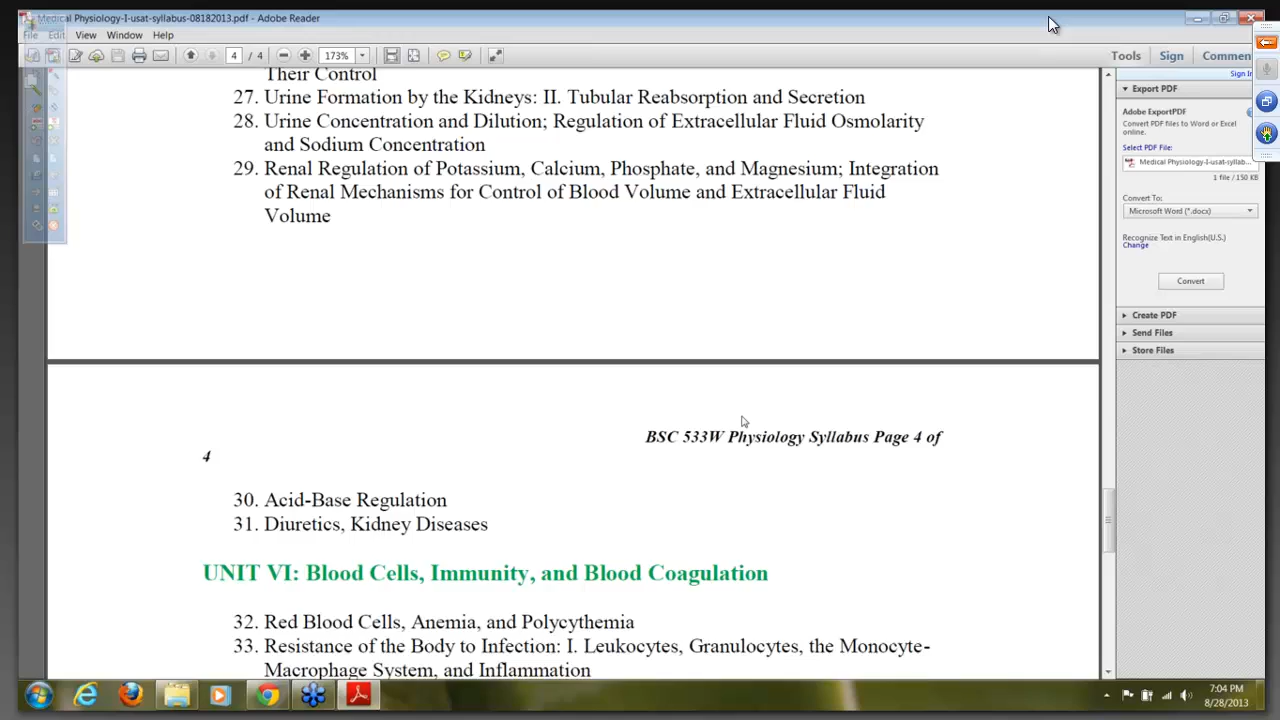 Medical Physiology-I-usat-syllabus-08182013.pdf - Adobe Reader
File Edit View Window Help
4 / 4 173% Tools Sign Commen
Sign In
Their Control
27. Urine Formation by the Kidneys: II. Tubular Reabsorption and Secretion
28. Urine Concentration and Dilution; Regulation of Extracellular Fluid Osmolarity
and Sodium Concentration
29. Renal Regulation of Potassium, Calcium, Phosphate, and Magnesium; Integration
of Renal Mechanisms for Control of Blood Volume and Extracellular Fluid
Volume
BSC 533W Physiology Syllabus Page 4 of
4
30. Acid-Base Regulation
31. Diuretics, Kidney Diseases
UNIT VI: Blood Cells, Immunity, and Blood Coagulation
32. Red Blood Cells, Anemia, and Polycythemia
33. Resistance of the Body to Infection: I. Leukocytes, Granulocytes, the Monocyte-
Macrophage System, and Inflammation
Export PDF
Adobe ExportPDF
Convert PDF files to Word or Excel
online.
Select PDF File:
Medical Physiology-I-usat-syllab...
1 file / 150 KB
Convert To:
Microsoft Word (*.docx)
Recognize Text in English(U.S.)
Change
Convert
Create PDF
Send Files
Store Files
7:04 PM
8/28/2013